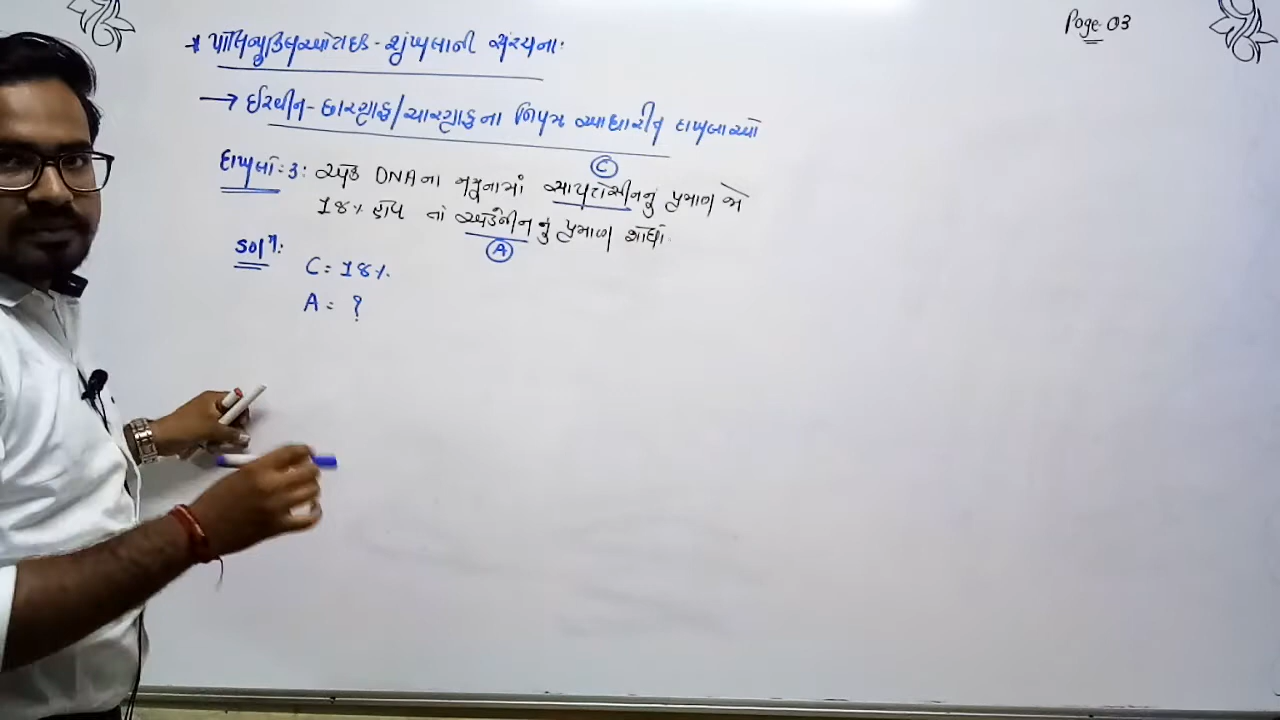 Page: 03
* પોલિન્યુક્લિઓટાઇડ - શૃંખલાની સંરચના:
→ ઈરવીન - છારગ્રાફ/ચારગ્રાફના નિયમ આધારીત દાખલાઓ
દાખલો: 3: એક DNA ના નમુનામાં સાયટોસીનનું પ્રમાણ જો
C
18% હોય તો એડેનીનનું પ્રમાણ શોધો.
A
Solⁿ:
C = 18%.
A = ?